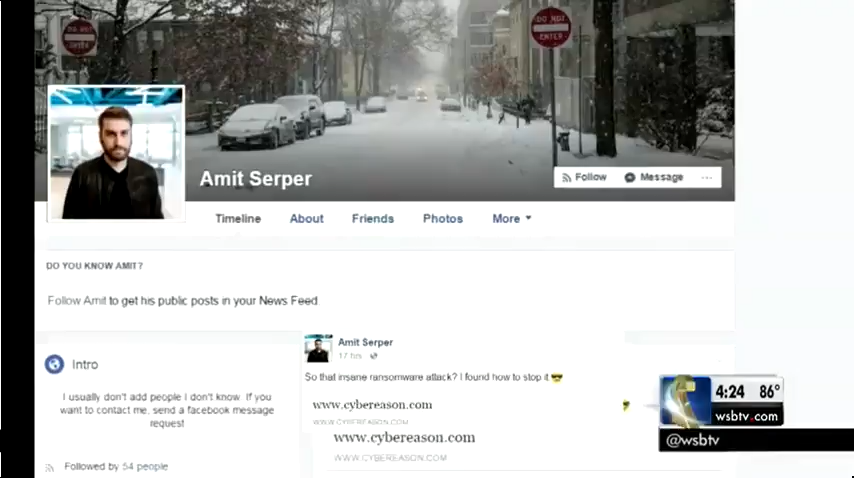 DO NOT
ENTER
DO NOT
ENTER
Amit Serper
Follow
Message
Timeline
About
Friends
Photos
More
DO YOU KNOW AMIT?
Follow Amit to get his public posts in your News Feed
Intro
I usually don't add people I don't know. If you
want to contact me, send a facebook message
request
Followed by 54 people
Amit Serper
17 hrs
So that insane ransomware attack? I found how to stop it
www.cybereason.com
WWW.CYBEREASON.COM
www.cybereason.com
WWW.CYBEREASON.COM
4:24 86°
wsbtv.com
@wsbtv